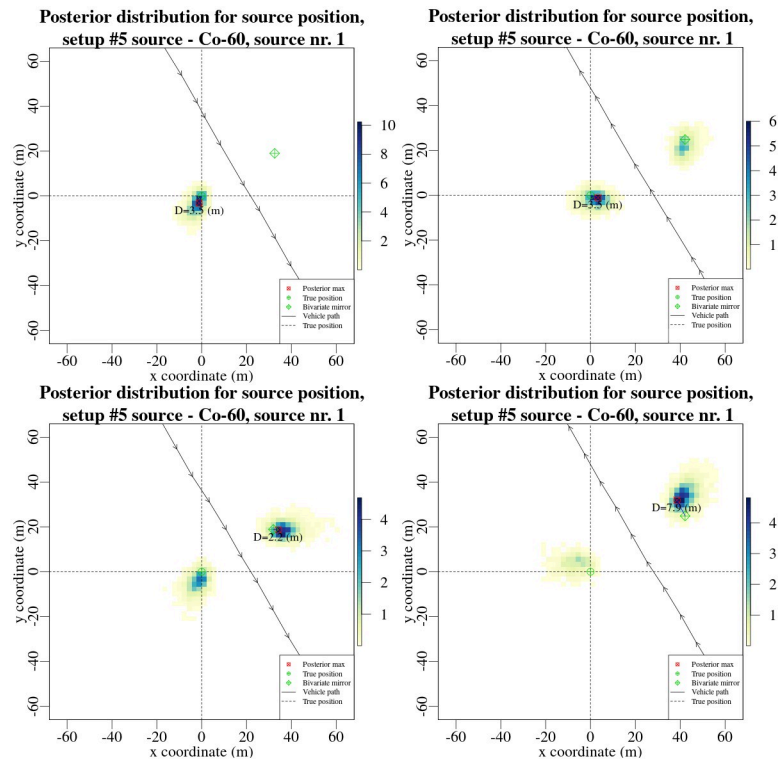 Posterior distribution for source position,
setup #5 source - Co-60, source nr. 1
y coordinate (m)
60
40
20
0
-20
-40
-60
D=3.5 (m)
10
8
6
4
2
Posterior max
True position
Bivariate mirror
Vehicle path
True position
-60 -40 -20 0 20 40 60
x coordinate (m)
Posterior distribution for source position,
setup #5 source - Co-60, source nr. 1
y coordinate (m)
60
40
20
0
-20
-40
-60
6
5
4
3
2
1
Posterior max
True position
Bivariate mirror
Vehicle path
True position
-60 -40 -20 0 20 40 60
x coordinate (m)
Posterior distribution for source position,
setup #5 source - Co-60, source nr. 1
y coordinate (m)
60
40
20
0
-20
-40
-60
D=2.2 (m)
4
3
2
1
Posterior max
True position
Bivariate mirror
Vehicle path
True position
-60 -40 -20 0 20 40 60
x coordinate (m)
Posterior distribution for source position,
setup #5 source - Co-60, source nr. 1
y coordinate (m)
60
40
20
0
-20
-40
-60
D=7.9 (m)
4
3
2
1
Posterior max
True position
Bivariate mirror
Vehicle path
True position
-60 -40 -20 0 20 40 60
x coordinate (m)